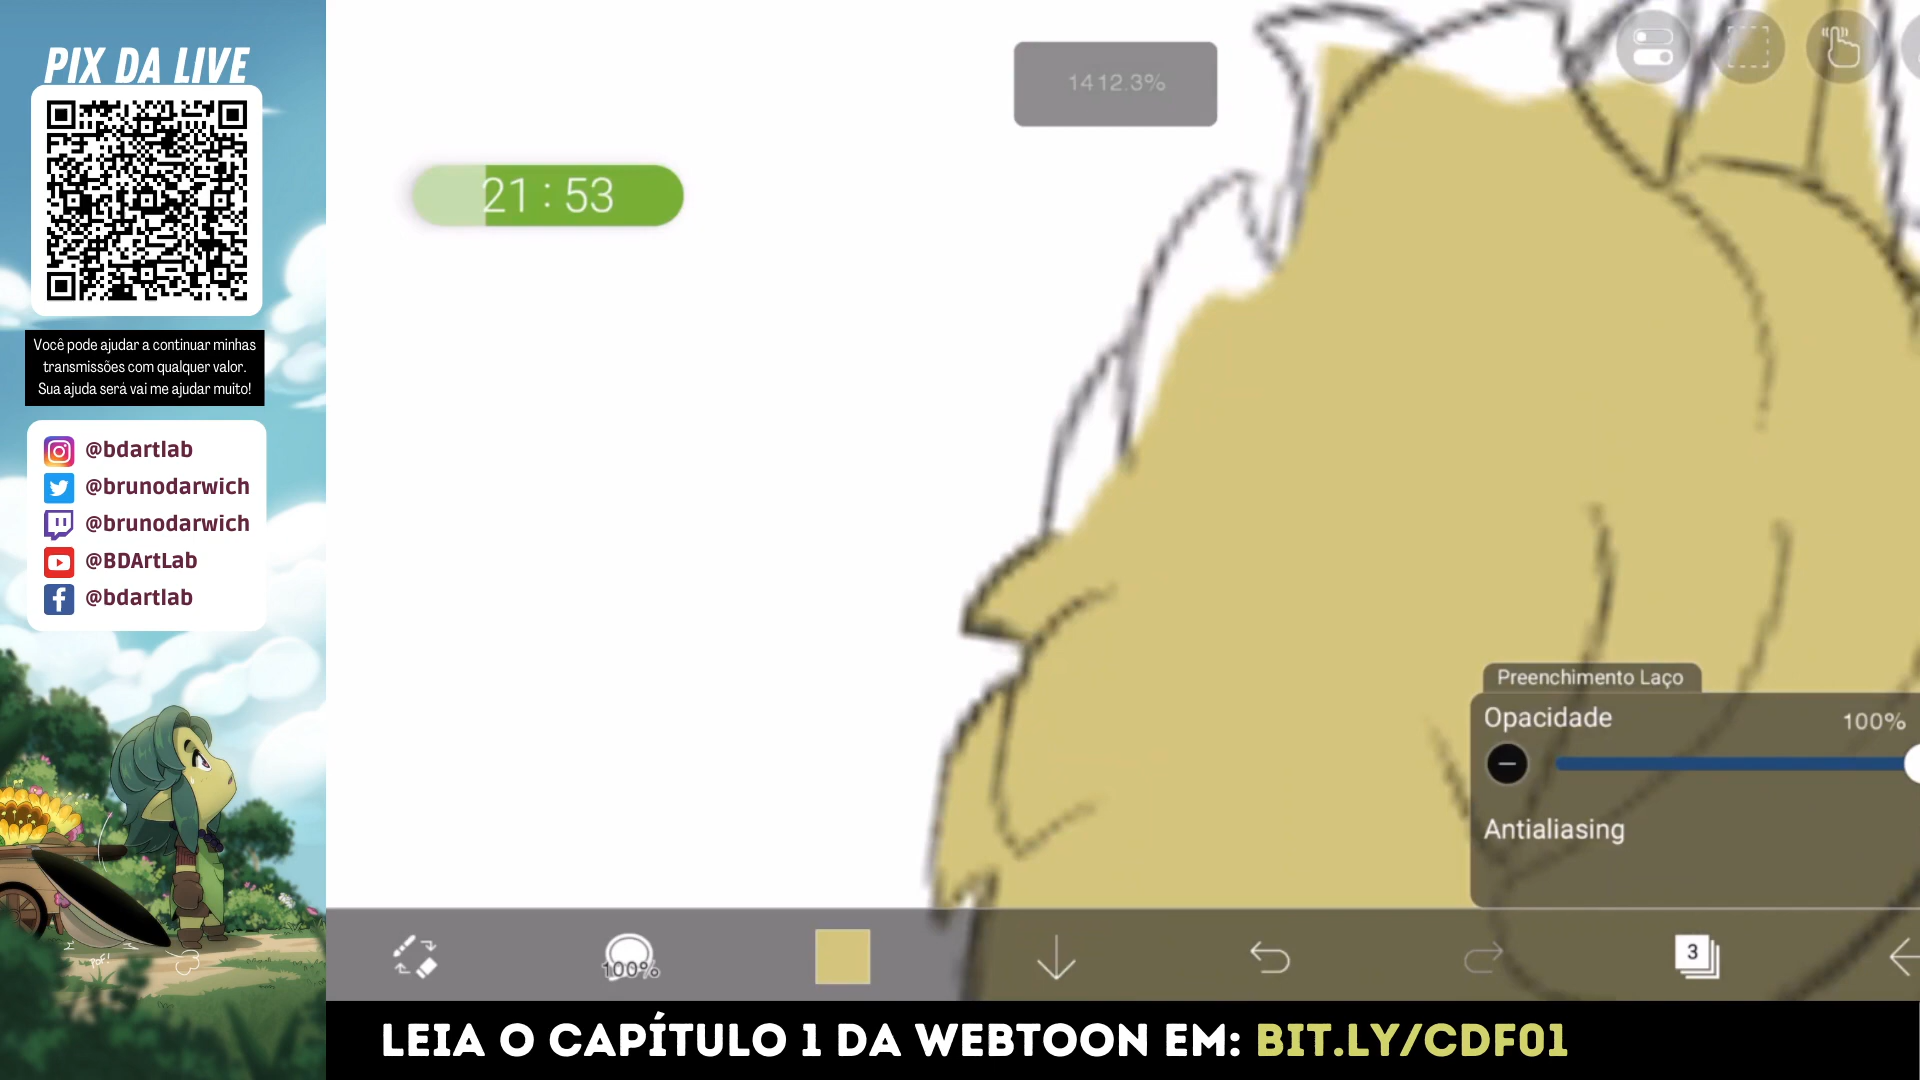 PIX DA LIVE
Você pode ajudar a continuar minhas
transmissões com qualquer valor.
Sua ajuda será vai me ajudar muito!
@bdartlab
@brunodarwich
@brunodarwich
@BDArtLab
@bdartlab
POF!
1412.3%
21 : 53
Preenchimento Laço
Opacidade 100%
Antialiasing
100%
3
LEIA O CAPÍTULO 1 DA WEBTOON EM: BIT.LY/CDF01